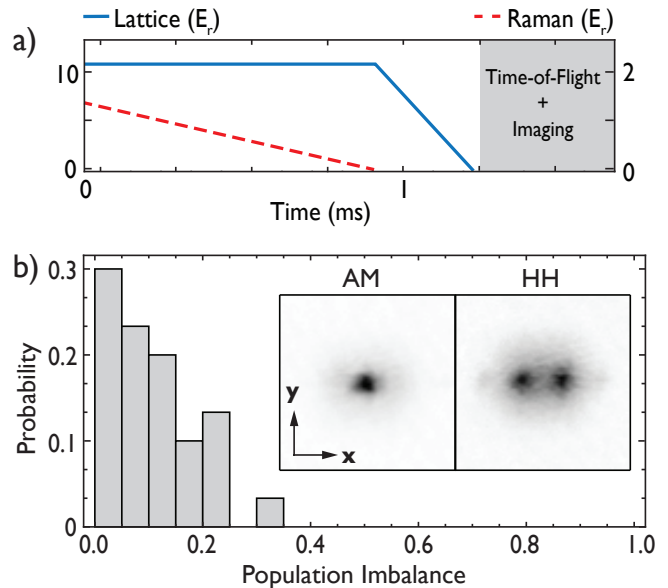 a)
Lattice (E_r)
Raman (E_r)
10
0
2
1
0
Time-of-Flight
+
Imaging
0
1
Time (ms)
b)
0.3
0.2
0.1
0
Probability
AM
HH
y
x
0.0
0.2
0.4
0.6
0.8
1.0
Population Imbalance